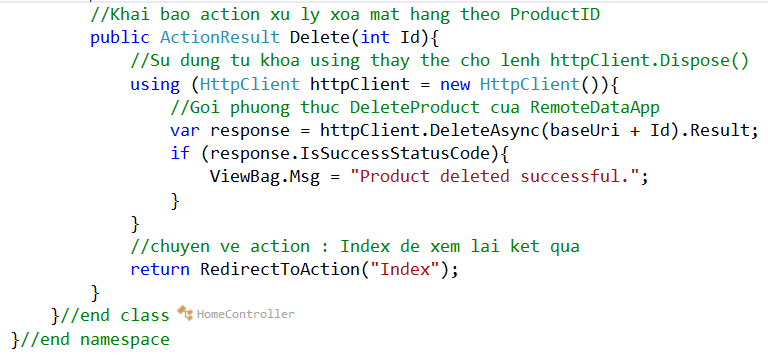 //Khai bao action xu ly xoa mat hang theo ProductID
public ActionResult Delete(int Id){
//Su dung tu khoa using thay the cho lenh httpClient.Dispose()
using (HttpClient httpClient = new HttpClient()){
//Goi phuong thuc DeleteProduct cua RemoteDataApp
var response = httpClient.DeleteAsync(baseUri + Id).Result;
if (response.IsSuccessStatusCode){
ViewBag.Msg = "Product deleted successful.";
}
}
//chuyen ve action : Index de xem lai ket qua
return RedirectToAction("Index");
}
}//end class HomeController
}//end namespace